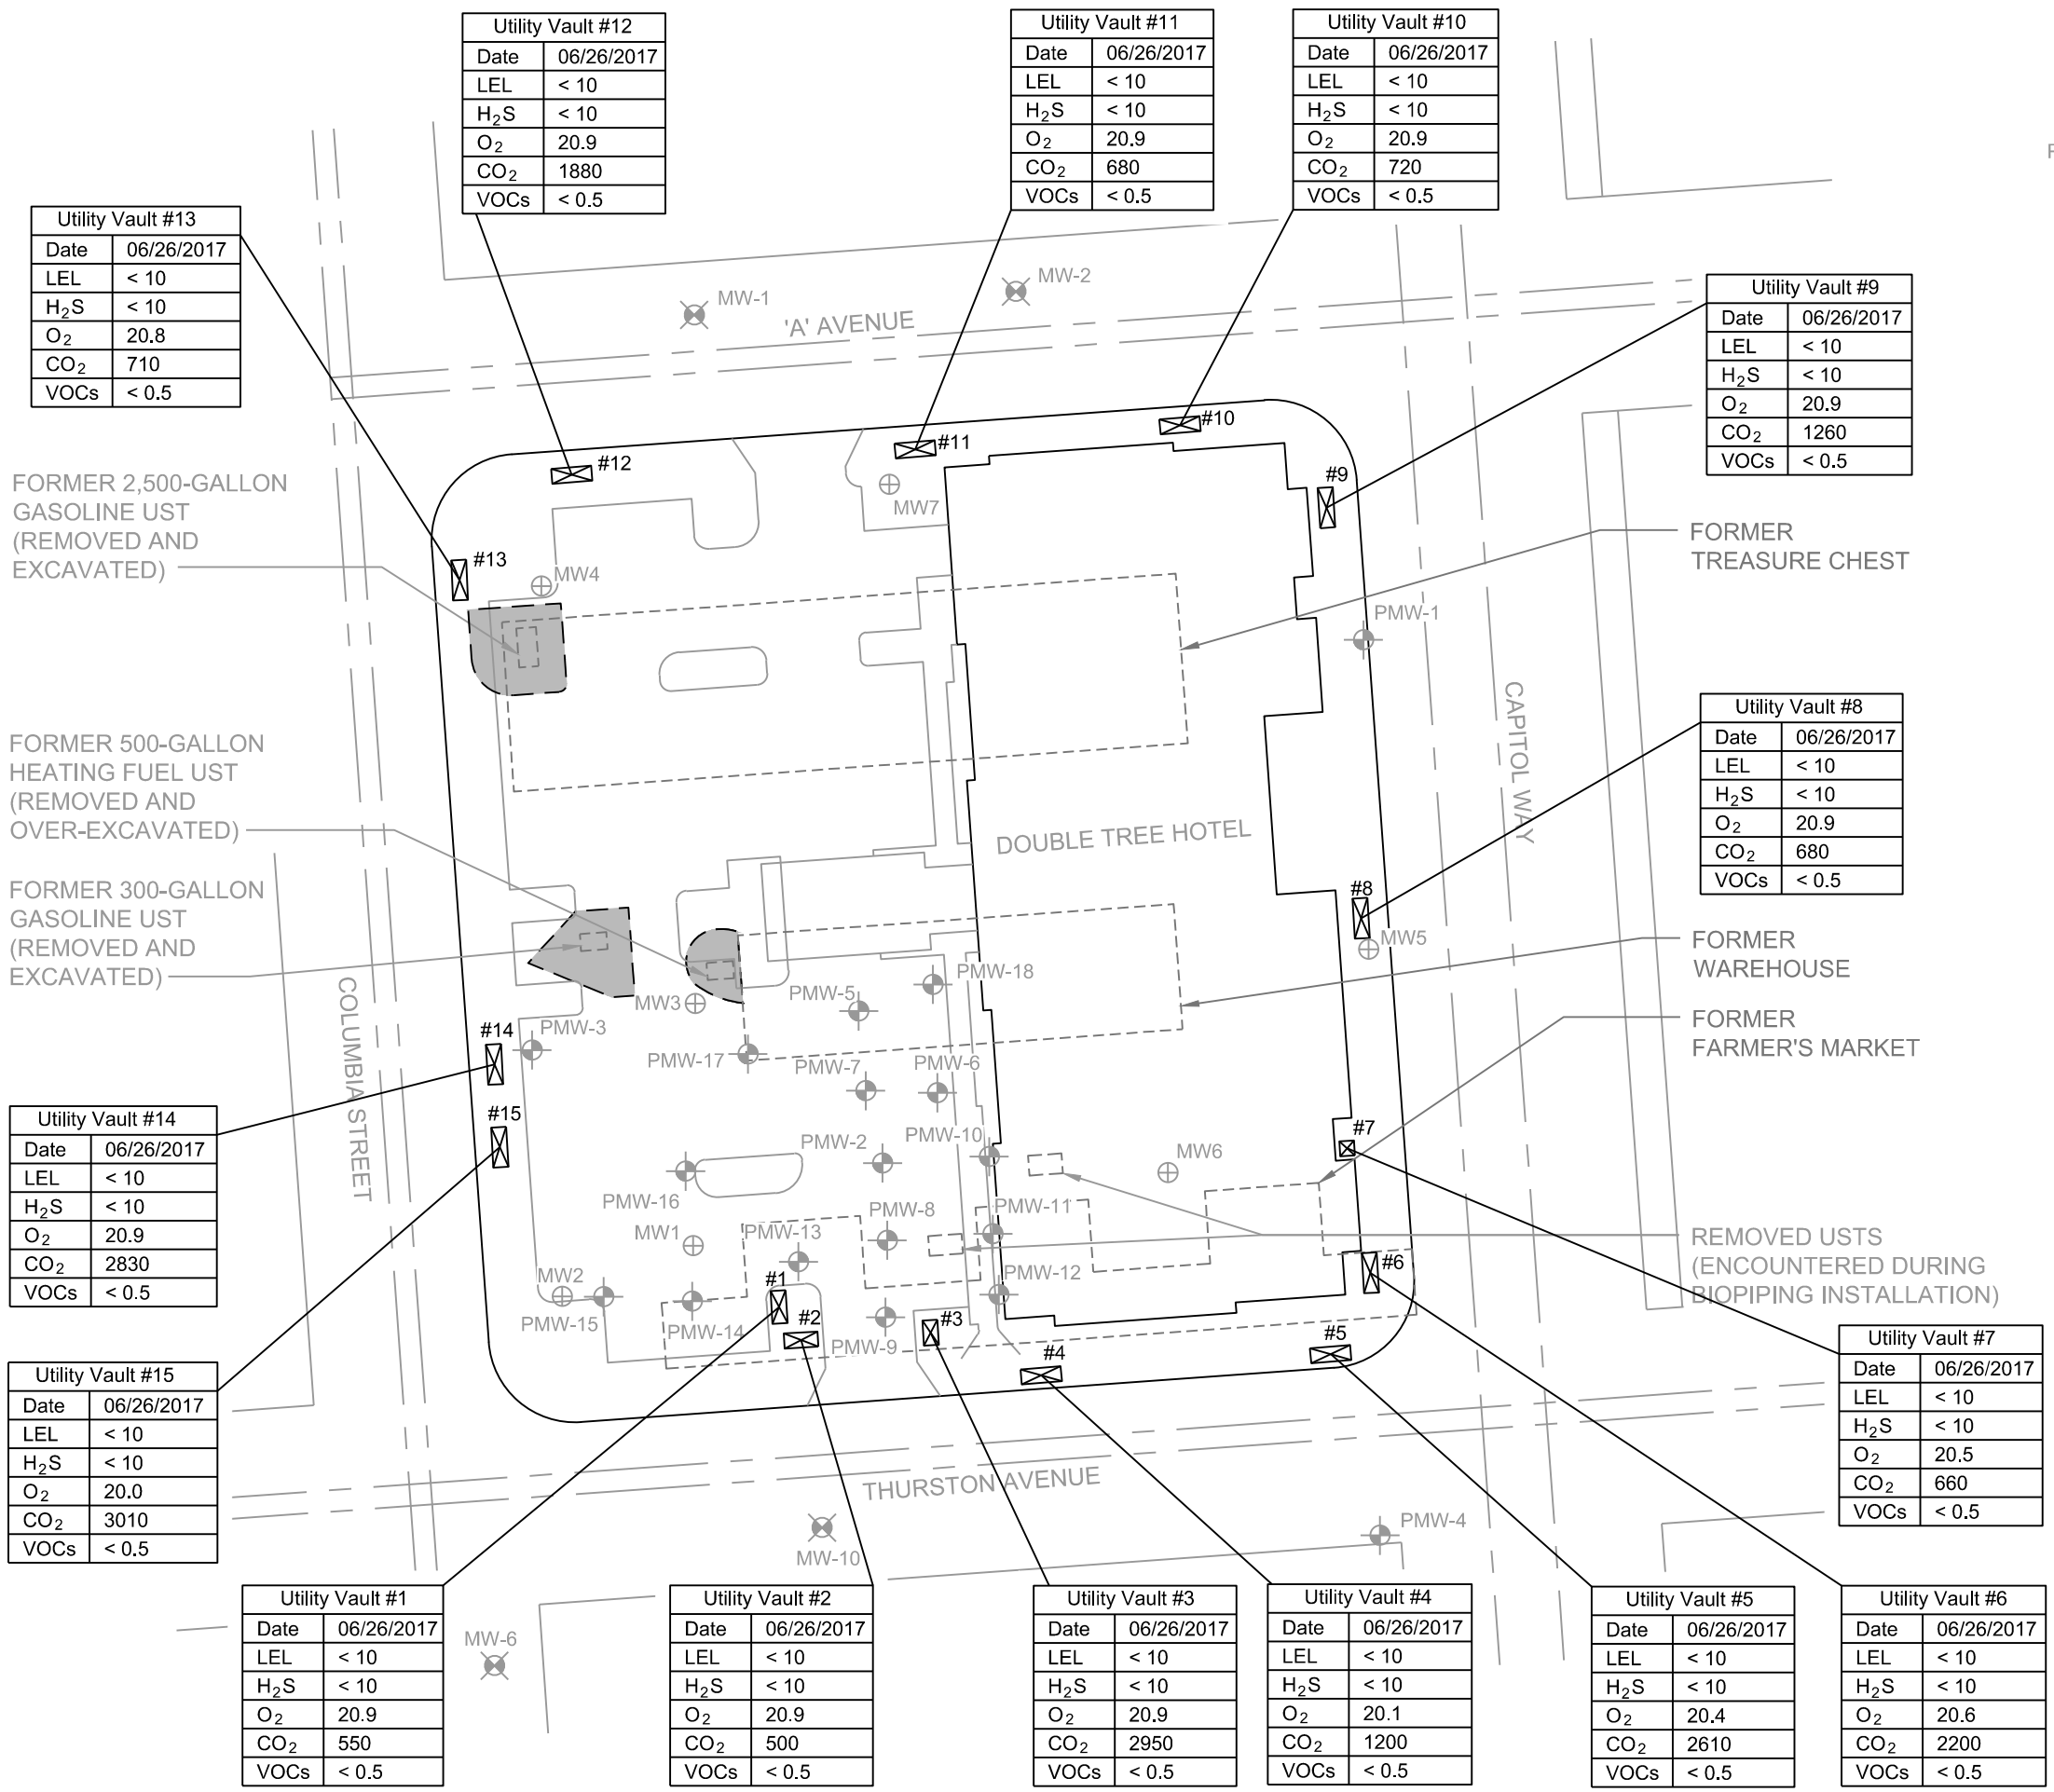 Utility Vault #12
Date 06/26/2017
LEL < 10
H₂S < 10
O₂ 20.9
CO₂ 1880
VOCs < 0.5
Utility Vault #11
Date 06/26/2017
LEL < 10
H₂S < 10
O₂ 20.9
CO₂ 680
VOCs < 0.5
Utility Vault #10
Date 06/26/2017
LEL < 10
H₂S < 10
O₂ 20.9
CO₂ 720
VOCs < 0.5
Utility Vault #13
Date 06/26/2017
LEL < 10
H₂S < 10
O₂ 20.8
CO₂ 710
VOCs < 0.5
Utility Vault #9
Date 06/26/2017
LEL < 10
H₂S < 10
O₂ 20.9
CO₂ 1260
VOCs < 0.5
MW-1
MW-2
'A' AVENUE
#10
#11
#12
#9
#13
MW7
MW4
FORMER 2,500-GALLON
GASOLINE UST
(REMOVED AND
EXCAVATED)
FORMER
TREASURE CHEST
PMW-1
CAPITOL WAY
Utility Vault #8
Date 06/26/2017
LEL < 10
H₂S < 10
O₂ 20.9
CO₂ 680
VOCs < 0.5
FORMER 500-GALLON
HEATING FUEL UST
(REMOVED AND
OVER-EXCAVATED)
DOUBLE TREE HOTEL
FORMER 300-GALLON
GASOLINE UST
(REMOVED AND
EXCAVATED)
#8
MW5
FORMER
WAREHOUSE
FORMER
FARMER'S MARKET
COLUMBIA STREET
PMW-18
PMW-5
MW3
PMW-3
#14
PMW-17
PMW-7
PMW-6
#15
PMW-2
PMW-10
#7
MW6
PMW-16
PMW-8
PMW-11
MW1
PMW-13
#6
MW2
#1
PMW-12
PMW-15
PMW-14
#2
PMW-9
#3
#4
#5
REMOVED USTS
(ENCOUNTERED DURING
BIOPIPING INSTALLATION)
Utility Vault #14
Date 06/26/2017
LEL < 10
H₂S < 10
O₂ 20.9
CO₂ 2830
VOCs < 0.5
Utility Vault #15
Date 06/26/2017
LEL < 10
H₂S < 10
O₂ 20.0
CO₂ 3010
VOCs < 0.5
Utility Vault #7
Date 06/26/2017
LEL < 10
H₂S < 10
O₂ 20.5
CO₂ 660
VOCs < 0.5
THURSTON AVENUE
MW-10
PMW-4
MW-6
Utility Vault #1
Date 06/26/2017
LEL < 10
H₂S < 10
O₂ 20.9
CO₂ 550
VOCs < 0.5
Utility Vault #2
Date 06/26/2017
LEL < 10
H₂S < 10
O₂ 20.9
CO₂ 500
VOCs < 0.5
Utility Vault #3
Date 06/26/2017
LEL < 10
H₂S < 10
O₂ 20.9
CO₂ 2950
VOCs < 0.5
Utility Vault #4
Date 06/26/2017
LEL < 10
H₂S < 10
O₂ 20.1
CO₂ 1200
VOCs < 0.5
Utility Vault #5
Date 06/26/2017
LEL < 10
H₂S < 10
O₂ 20.4
CO₂ 2610
VOCs < 0.5
Utility Vault #6
Date 06/26/2017
LEL < 10
H₂S < 10
O₂ 20.6
CO₂ 2200
VOCs < 0.5